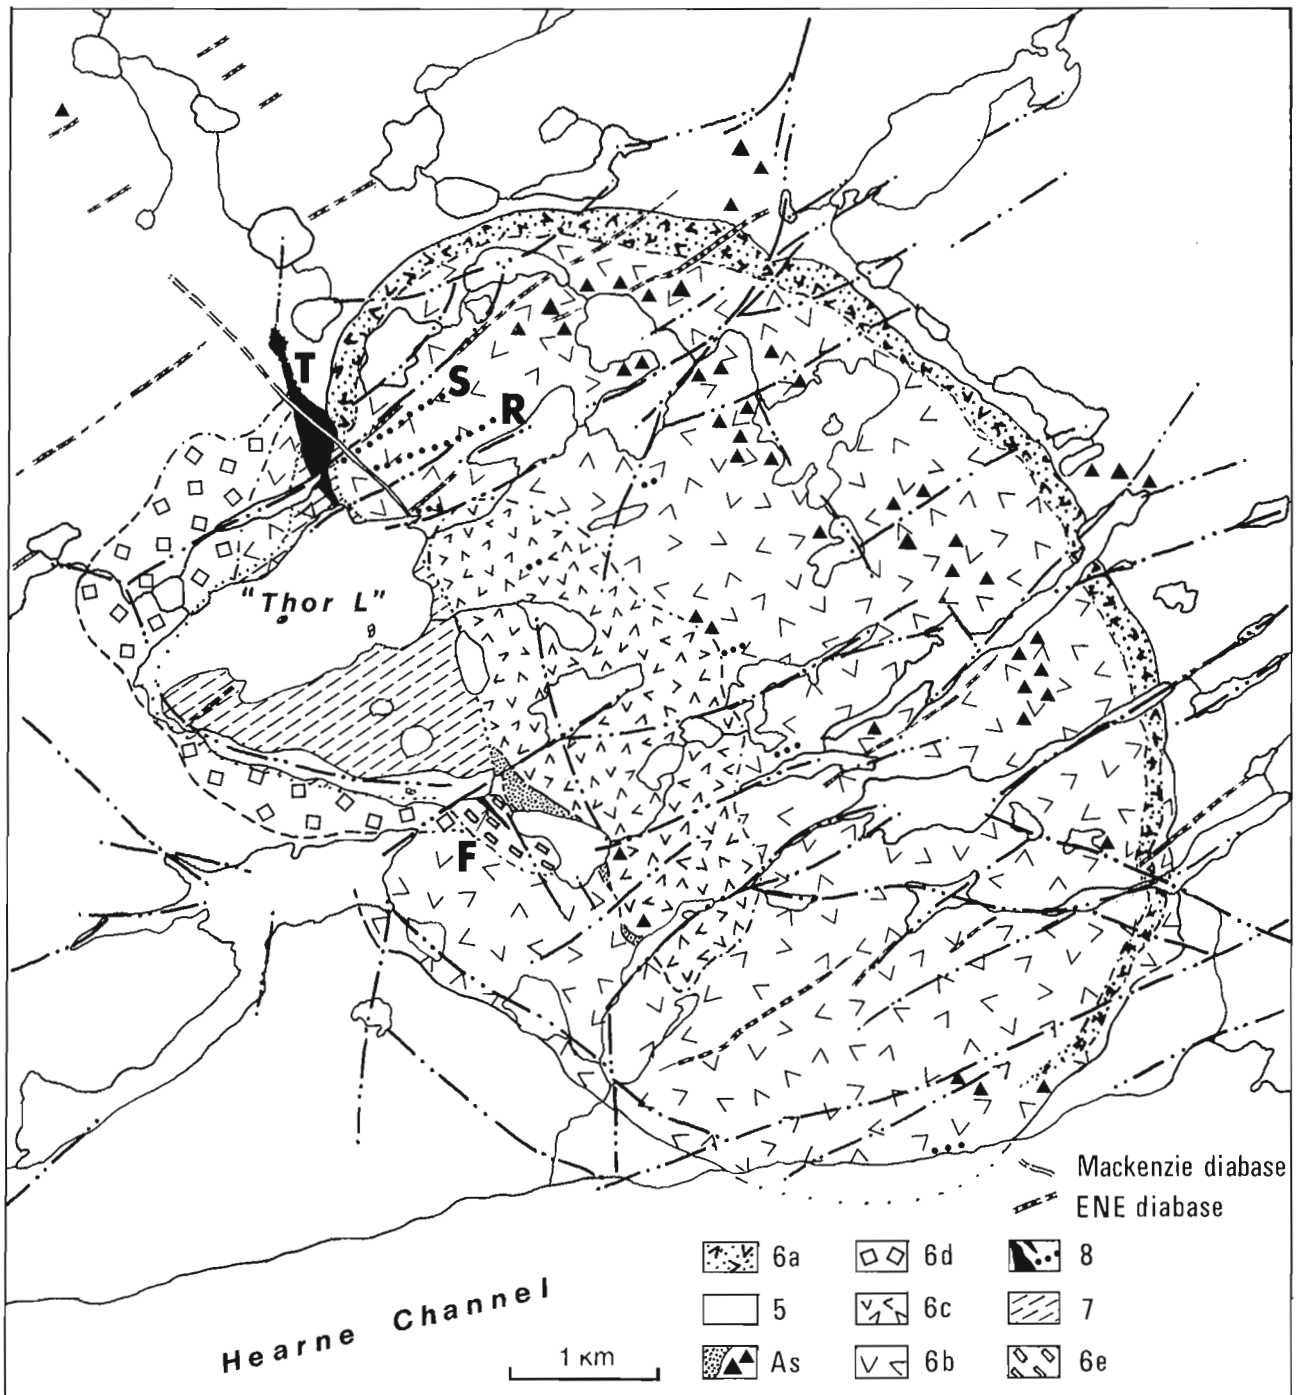 T
S
R
"Thor L"
F
Mackenzie diabase
ENE diabase
6a
6d
8
5
6c
7
As
6b
6e
Hearne Channel
1 km